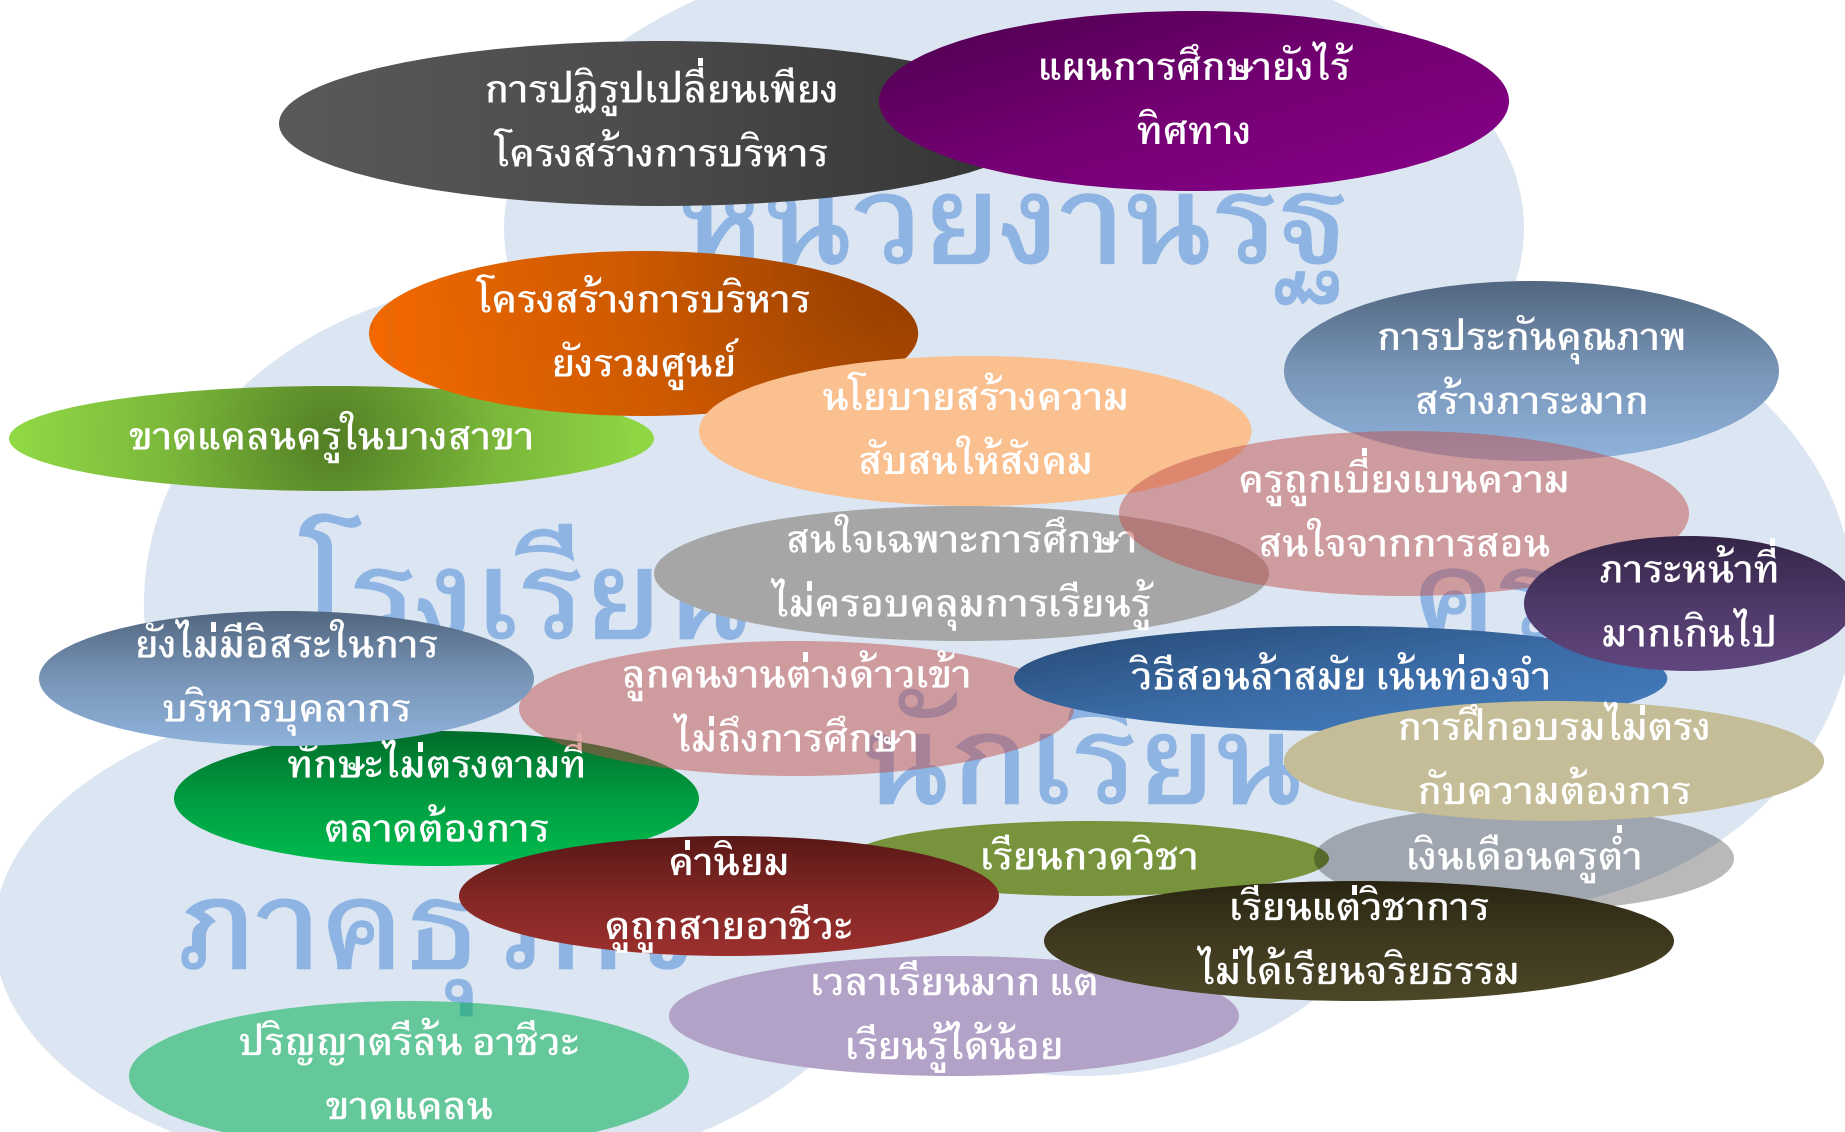 การปฏิรูปเปลี่ยนเพียง
โครงสร้างการบริหาร
แผนการศึกษายังไร้
ทิศทาง
หน่วยงานรัฐ
โครงสร้างการบริหาร
ยังรวมศูนย์
การประกันคุณภาพ
สร้างภาระมาก
ขาดแคลนครูในบางสาขา
นโยบายสร้างความ
สับสนให้สังคม
ครูถูกเบี่ยงเบนความ
สนใจจากการสอน
โรงเรียน
สนใจเฉพาะการศึกษา
ไม่ครอบคลุมการเรียนรู้
ภาระหน้าที่
มากเกินไป
ยังไม่มีอิสระในการ
บริหารบุคลากร
ลูกคนงานต่างด้าวเข้า
ไม่ถึงการศึกษา
วิธีสอนล้าสมัย เน้นท่องจำ
นักเรียน
การฝึกอบรมไม่ตรง
กับความต้องการ
ทักษะไม่ตรงตามที่
ตลาดต้องการ
ค่านิยม
ดูถูกสายอาชีวะ
เรียนกวดวิชา
เงินเดือนครูต่ำ
ภาคธุรกิจ
เรียนแต่วิชาการ
ไม่ได้เรียนจริยธรรม
เวลาเรียนมาก แต่
เรียนรู้ได้น้อย
ปริญญาตรีล้น อาชีวะ
ขาดแคลน